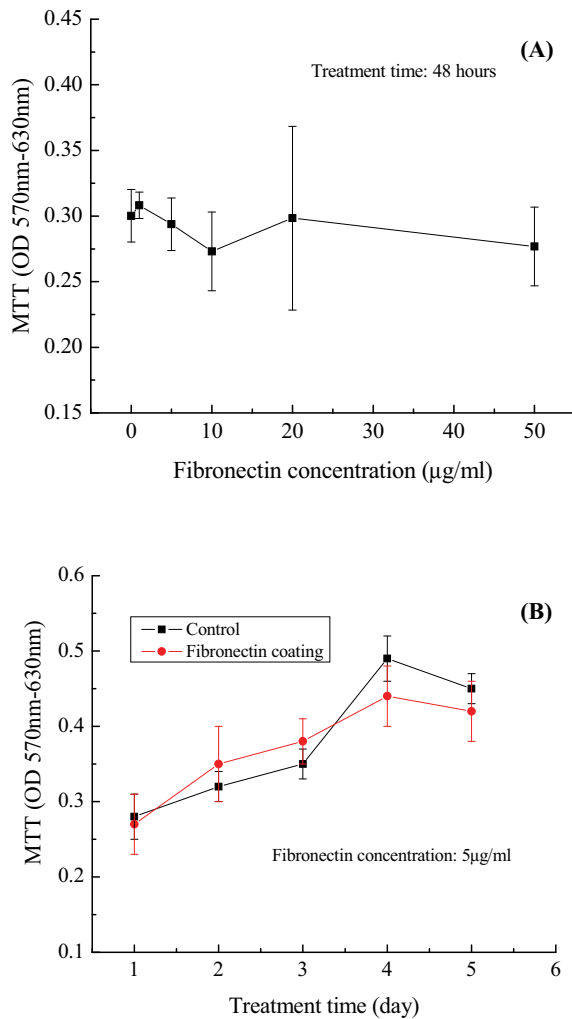 (A)
Treatment time: 48 hours
MTT (OD 570nm-630nm)
0.45
0.40
0.35
0.30
0.25
0.20
0.15
0 10 20 30 40 50
Fibronectin concentration (μg/ml)
(B)
Control
Fibronectin coating
MTT (OD 570nm-630nm)
0.6
0.5
0.4
0.3
0.2
0.1
Fibronectin concentration: 5μg/ml
1 2 3 4 5 6
Treatment time (day)